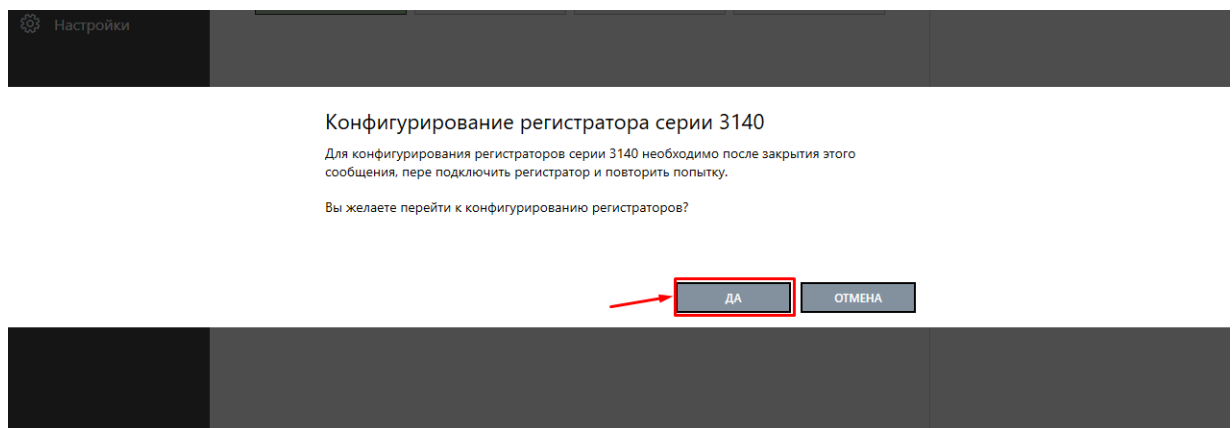 Настройки
Конфигурирование регистратора серии 3140
Для конфигурирования регистраторов серии 3140 необходимо после закрытия этого
сообщения, пере подключить регистратор и повторить попытку.
Вы желаете перейти к конфигурированию регистраторов?
ДА
ОТМЕНА